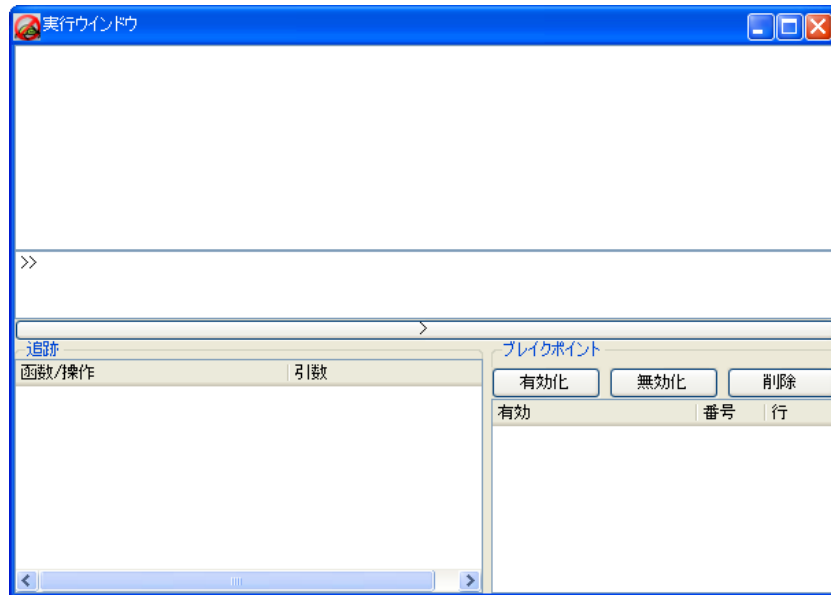 実行ウインドウ
>>
>
追跡
函数/操作 引数
ブレイクポイント
有効化 無効化 削除
有効 番号 行